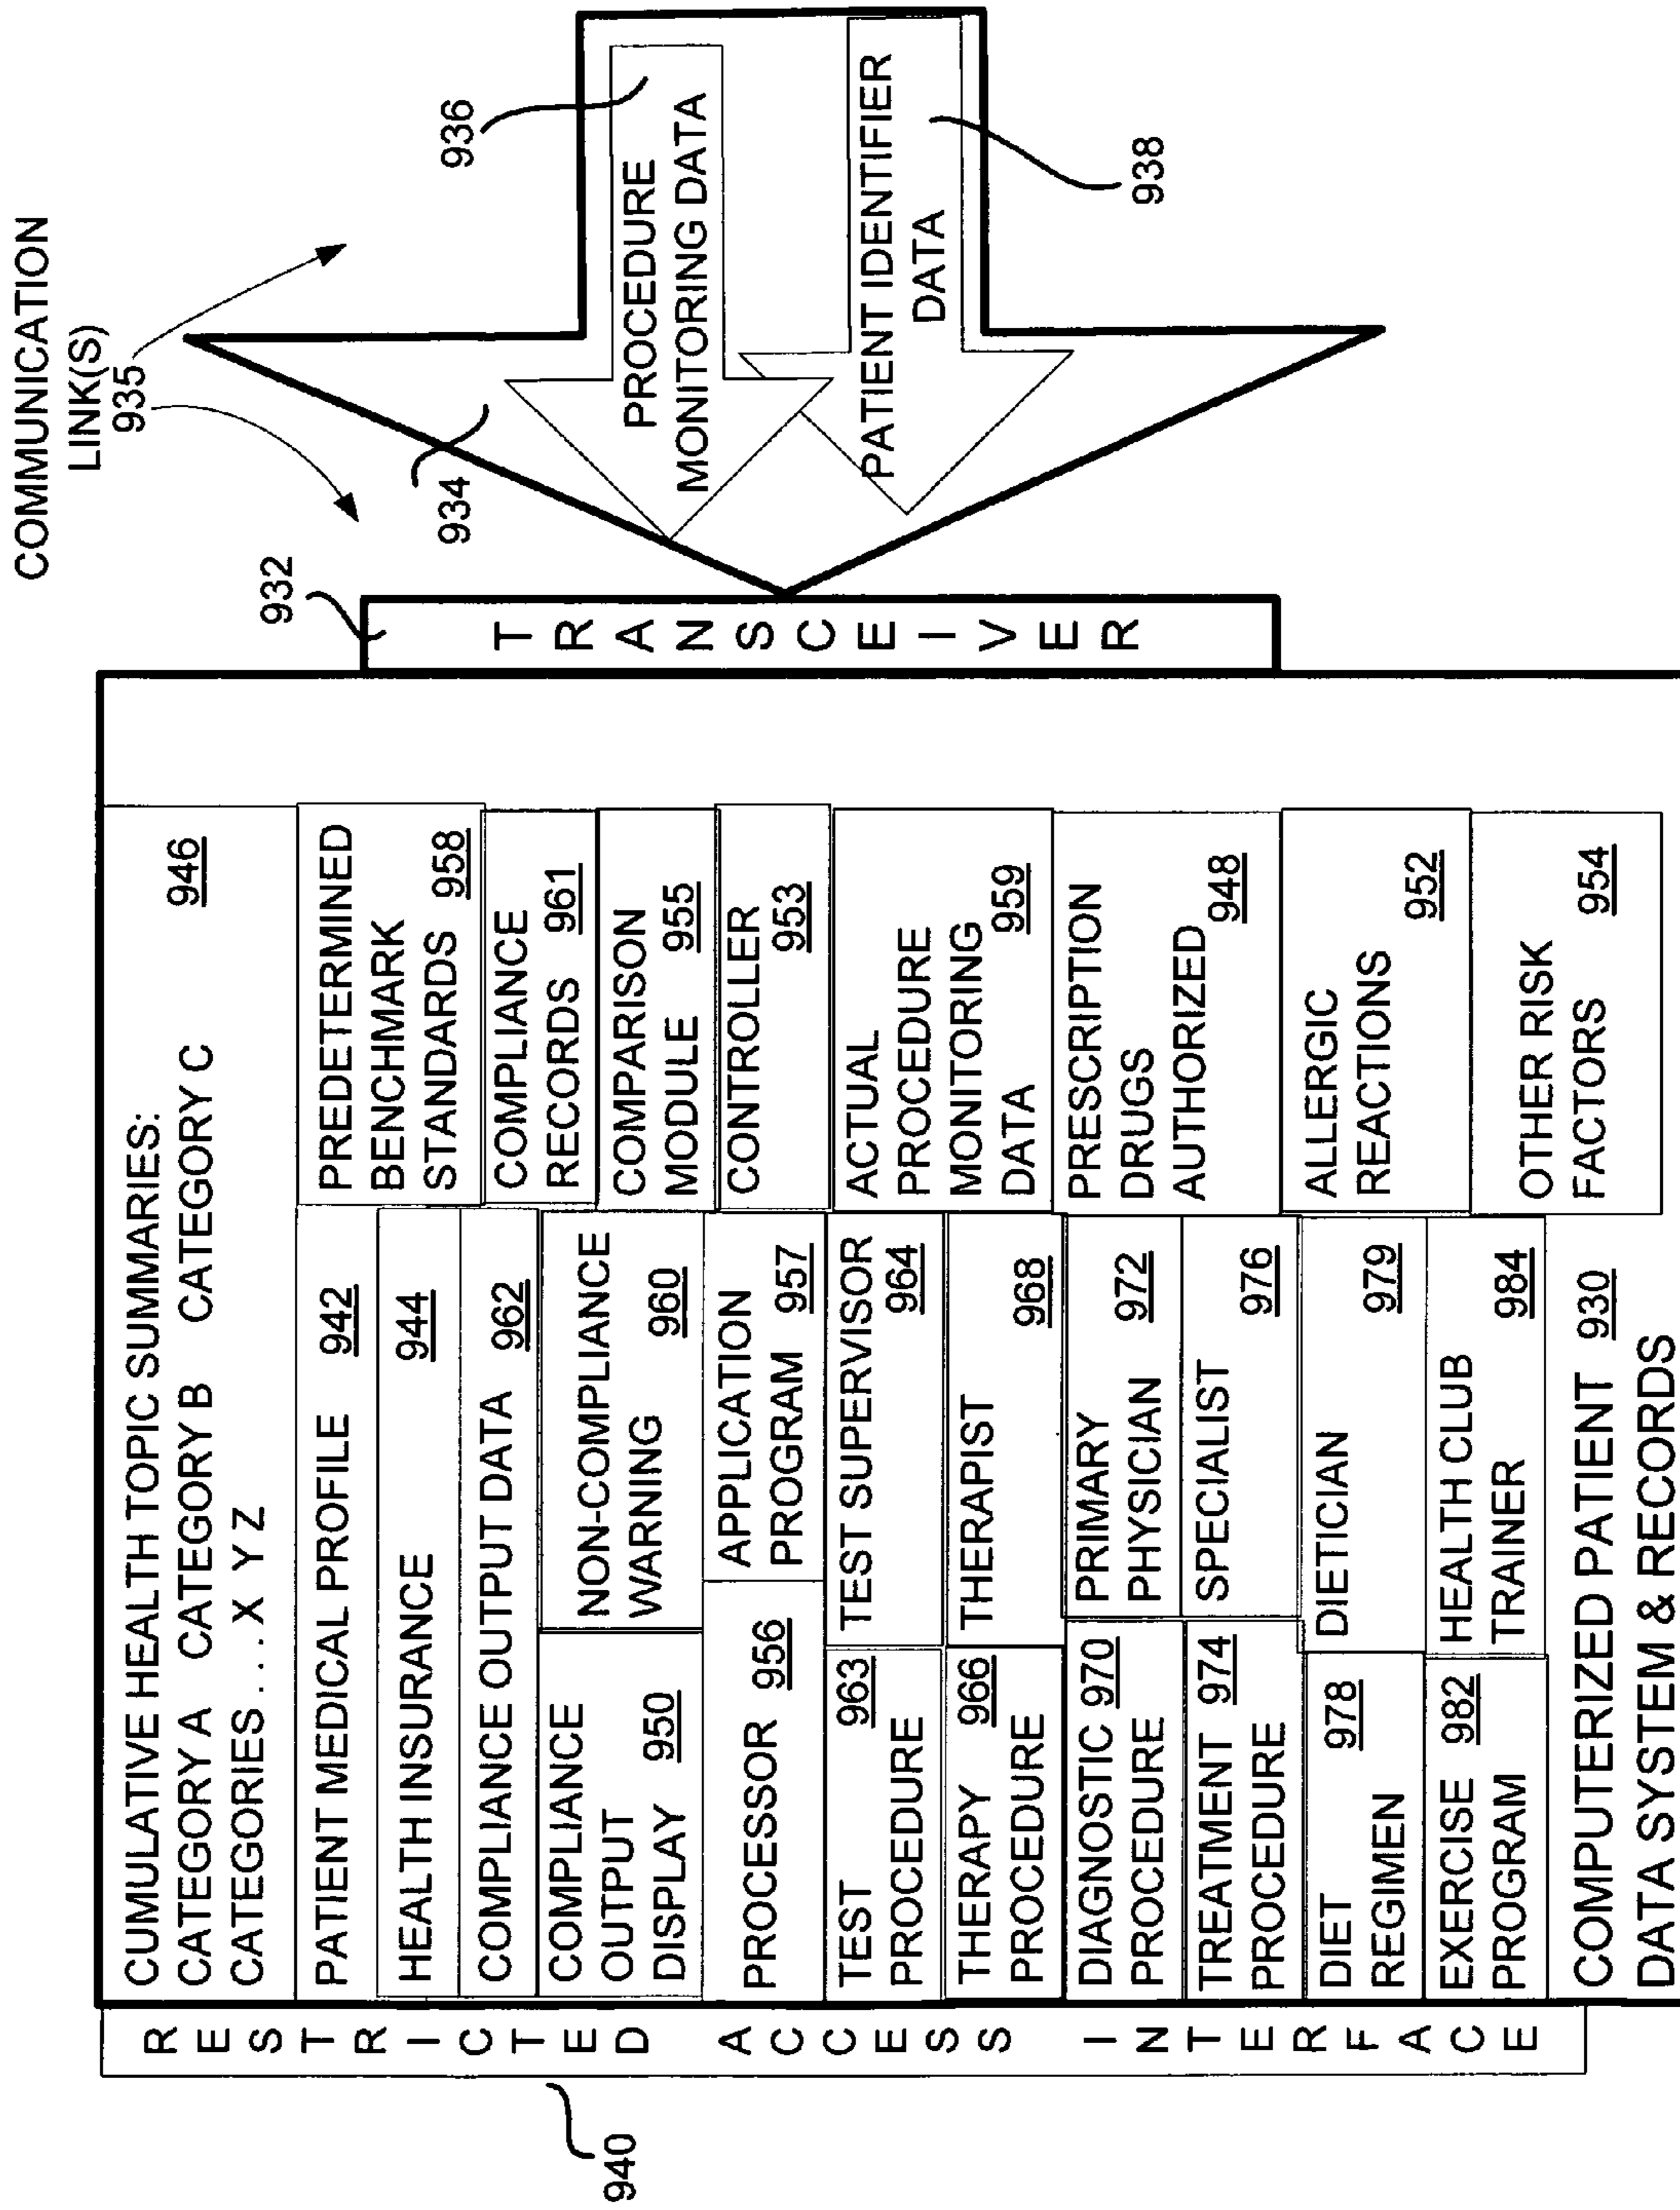 COMMUNICATION
LINK(S)
935
934
936
PROCEDURE
MONITORING DATA
PATIENT IDENTIFIER
DATA
938
932
TRANSCEIVER
CUMULATIVE HEALTH TOPIC SUMMARIES:
CATEGORY A CATEGORY B CATEGORY C
CATEGORIES . . . X Y Z
946
PATIENT MEDICAL PROFILE 942
HEALTH INSURANCE 944
COMPLIANCE OUTPUT DATA 962
COMPLIANCE
OUTPUT
DISPLAY 950
NON-COMPLIANCE
WARNING 960
PROCESSOR 956
APPLICATION
PROGRAM 957
TEST 963
PROCEDURE
TEST SUPERVISOR
964
THERAPY 966
PROCEDURE
THERAPIST
968
DIAGNOSTIC 970
PROCEDURE
PRIMARY
PHYSICIAN 972
TREATMENT 974
PROCEDURE
SPECIALIST
976
DIET 978
REGIMEN
DIETICIAN
979
EXERCISE 982
PROGRAM
HEALTH CLUB
TRAINER 984
PREDETERMINED
BENCHMARK
STANDARDS 958
COMPLIANCE
RECORDS 961
COMPARISON
MODULE 955
CONTROLLER
953
ACTUAL
PROCEDURE
MONITORING
DATA 959
PRESCRIPTION
DRUGS
AUTHORIZED
948
ALLERGIC
REACTIONS
952
OTHER RISK
FACTORS 954
COMPUTERIZED PATIENT 930
DATA SYSTEM & RECORDS
RESTRICTED ACCESS INTERFACE
940